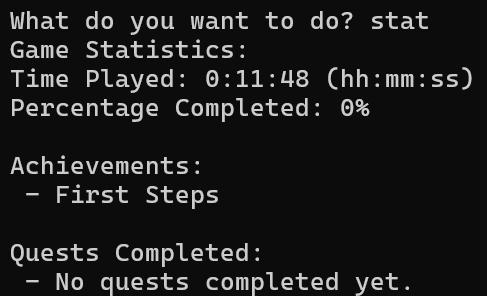 What do you want to do? stat
Game Statistics:
Time Played: 0:11:48 (hh:mm:ss)
Percentage Completed: 0%
Achievements:
- First Steps
Quests Completed:
- No quests completed yet.